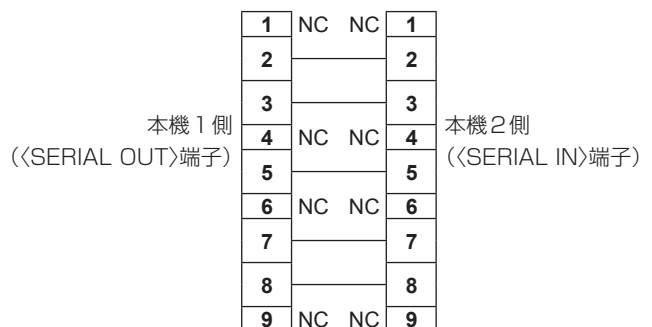 1 NC NC 1
2 2
3 3
本機1側 4 NC NC 4 本機2側
(〈SERIAL OUT〉端子) 5 5 (〈SERIAL IN〉端子)
6 NC NC 6
7 7
8 8
9 NC NC 9